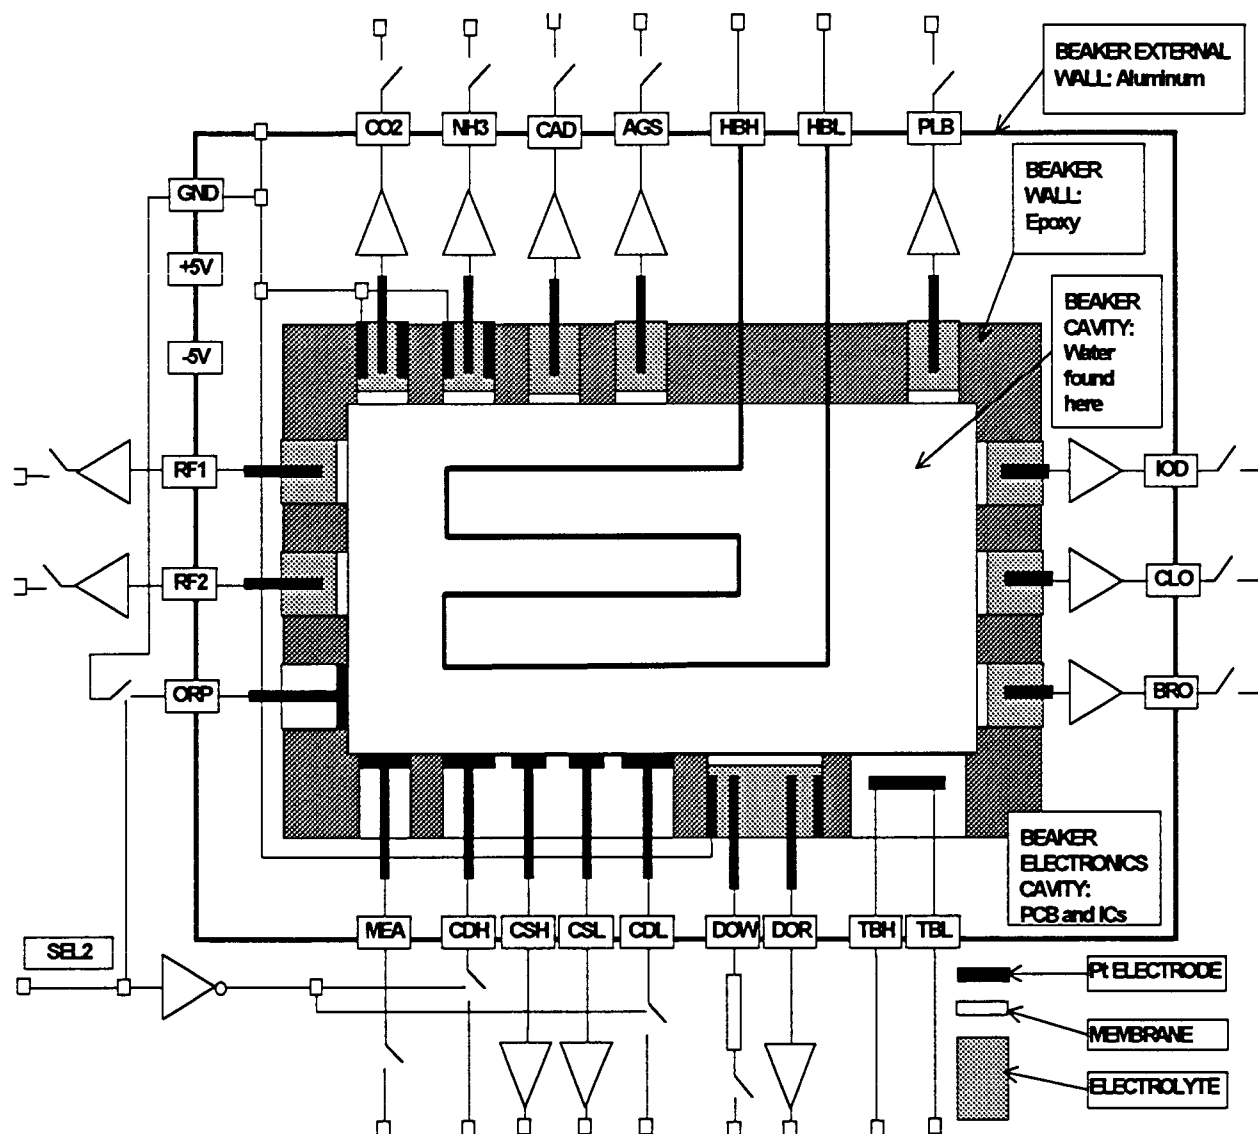 BEAKER EXTERNAL
WALL: Aluminum
CO2
NH3
CAD
AGS
HBH
HBL
PLB
BEAKER
WALL:
Epoxy
GND
+5V
-5V
BEAKER
CAVITY:
Water
found
here
RF1
IOD
RF2
CLO
ORP
BRO
BEAKER
ELECTRONICS
CAVITY:
PCB and ICs
MEA
CDH
CSH
CSL
CDL
DOW
DOR
TBH
TBL
SEL2
Pt ELECTRODE
MEMBRANE
ELECTROLYTE